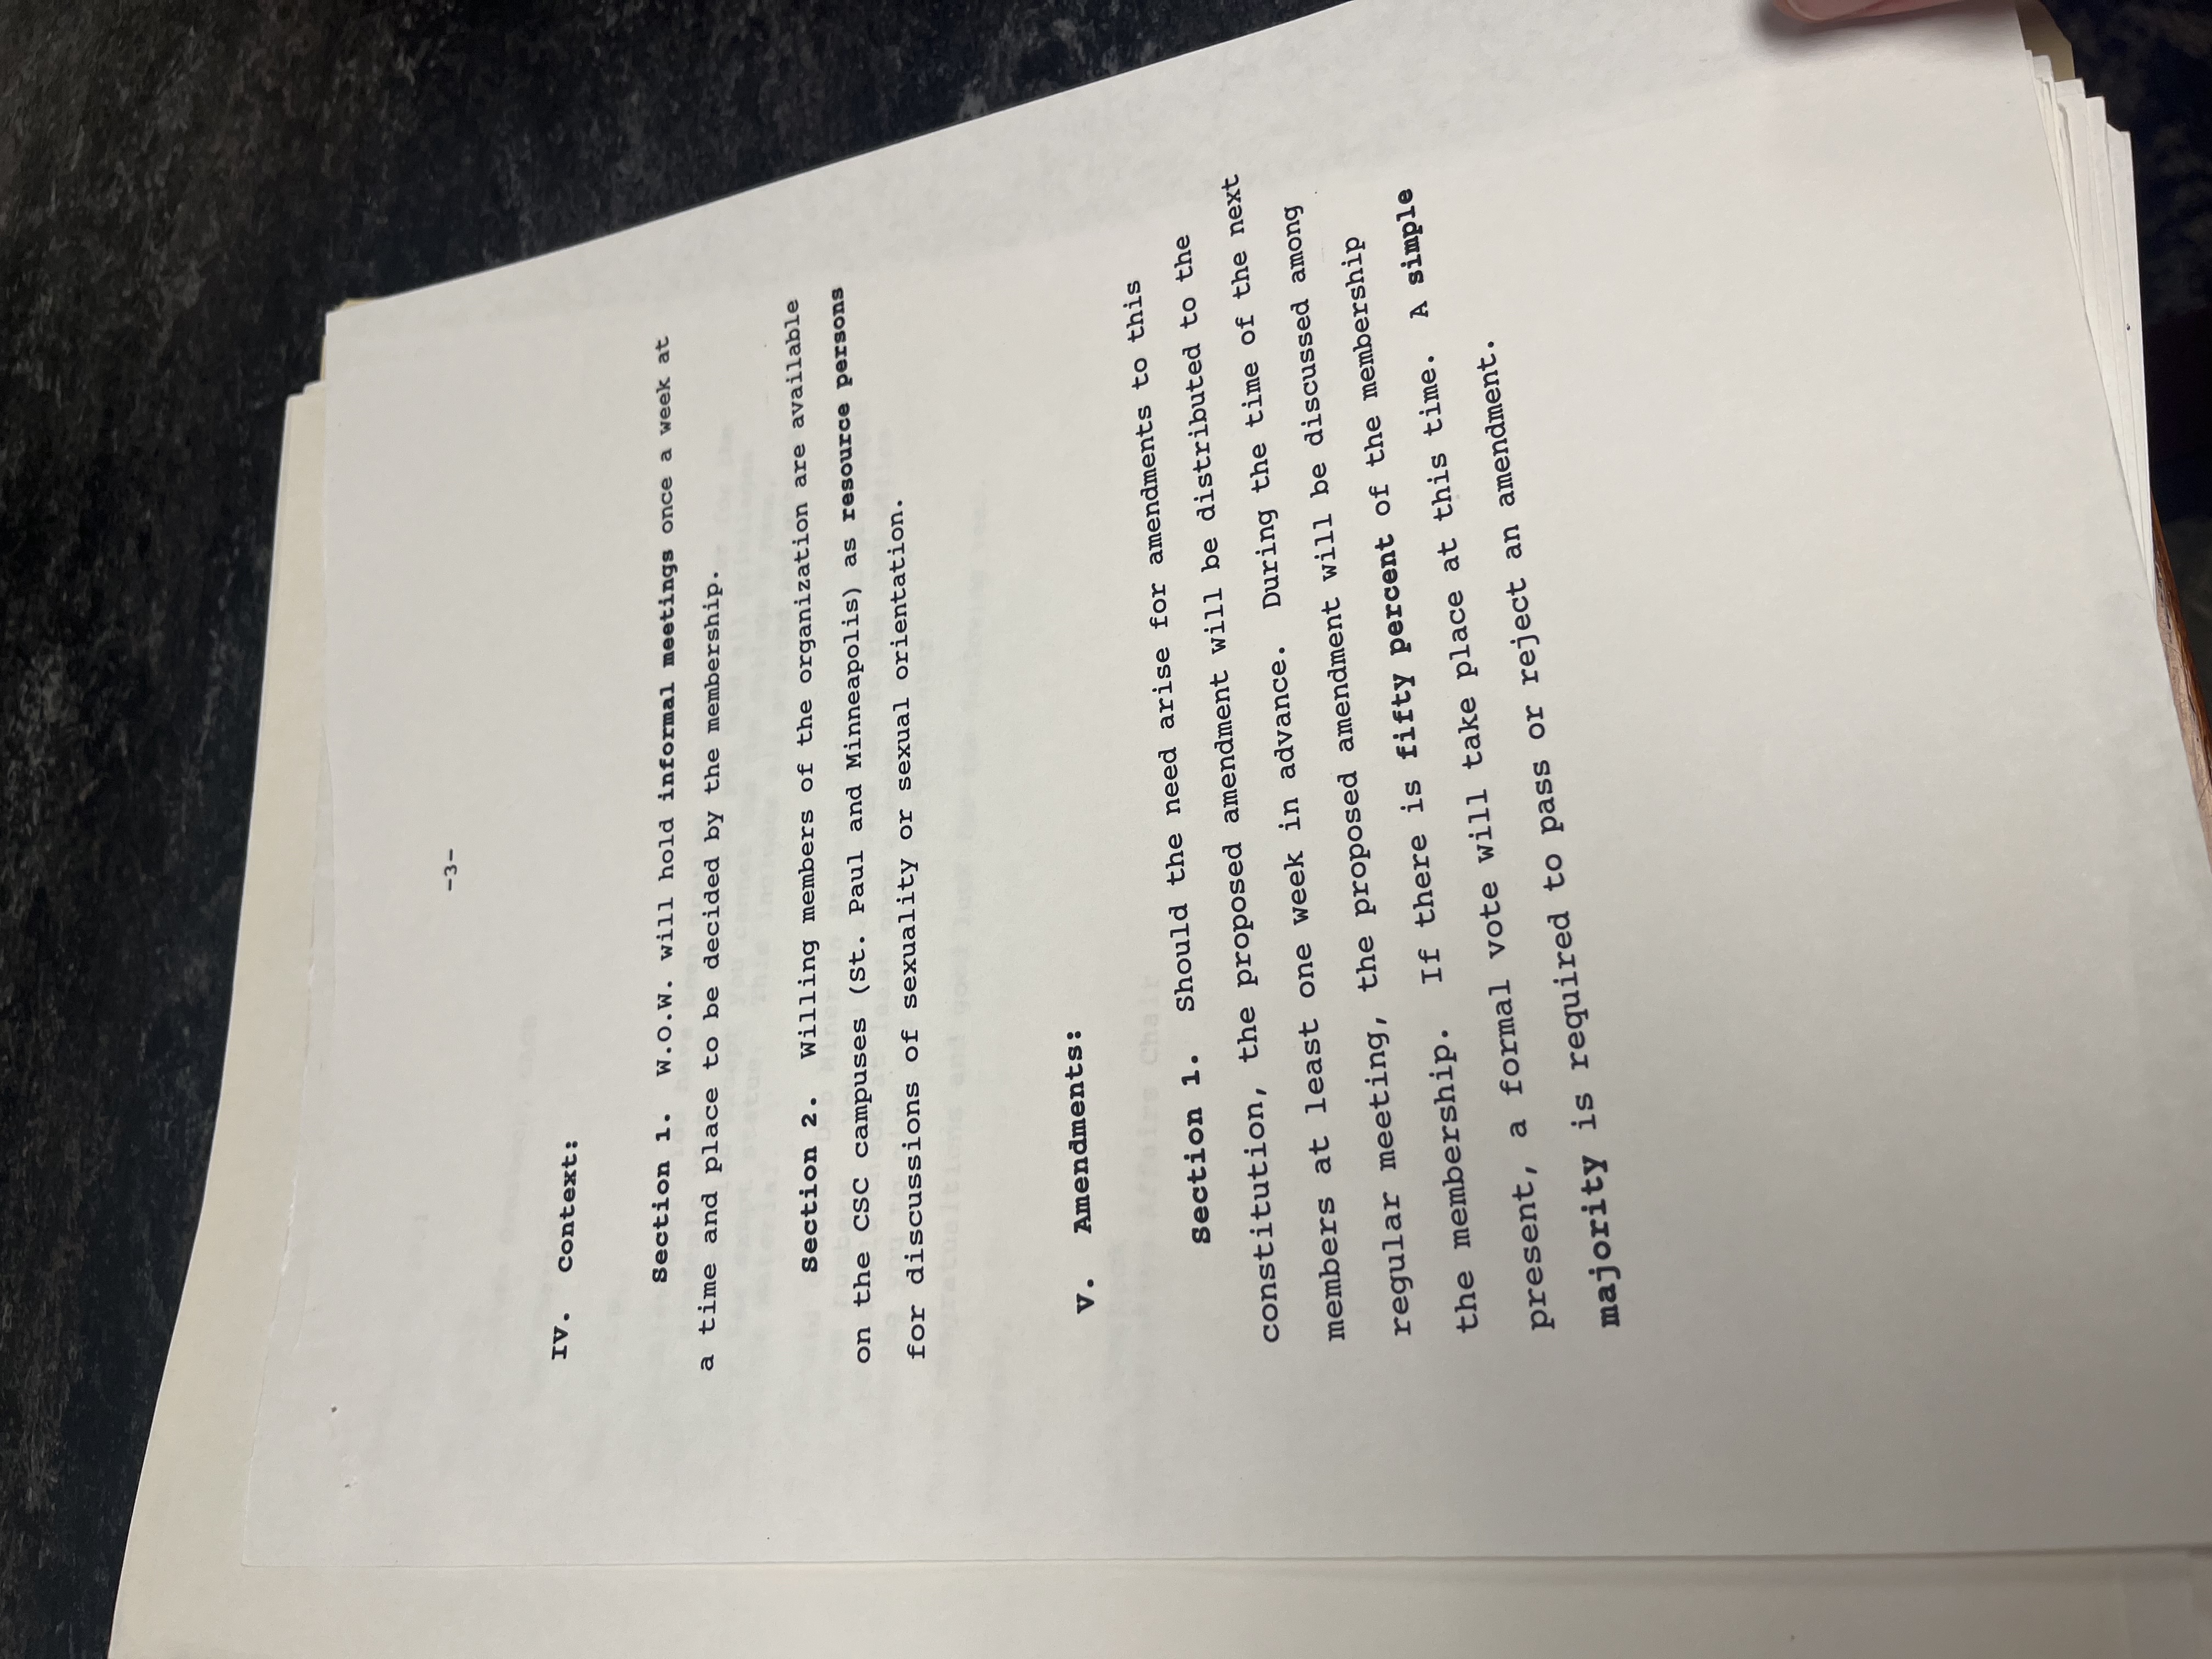 -3-
IV. Context:
Section 1. W.O.W. will hold informal meetings once a week at
a time and place to be decided by the membership.
Section 2. Willing members of the organization are available
on the CSC campuses (St. Paul and Minneapolis) as resource persons
for discussions of sexuality or sexual orientation.
V. Amendments:
Section 1. Should the need arise for amendments to this
constitution, the proposed amendment will be distributed to the
members at least one week in advance. During the time of the next
regular meeting, the proposed amendment will be discussed among
the membership. If there is fifty percent of the membership
present, a formal vote will take place at this time. A simple
majority is required to pass or reject an amendment.